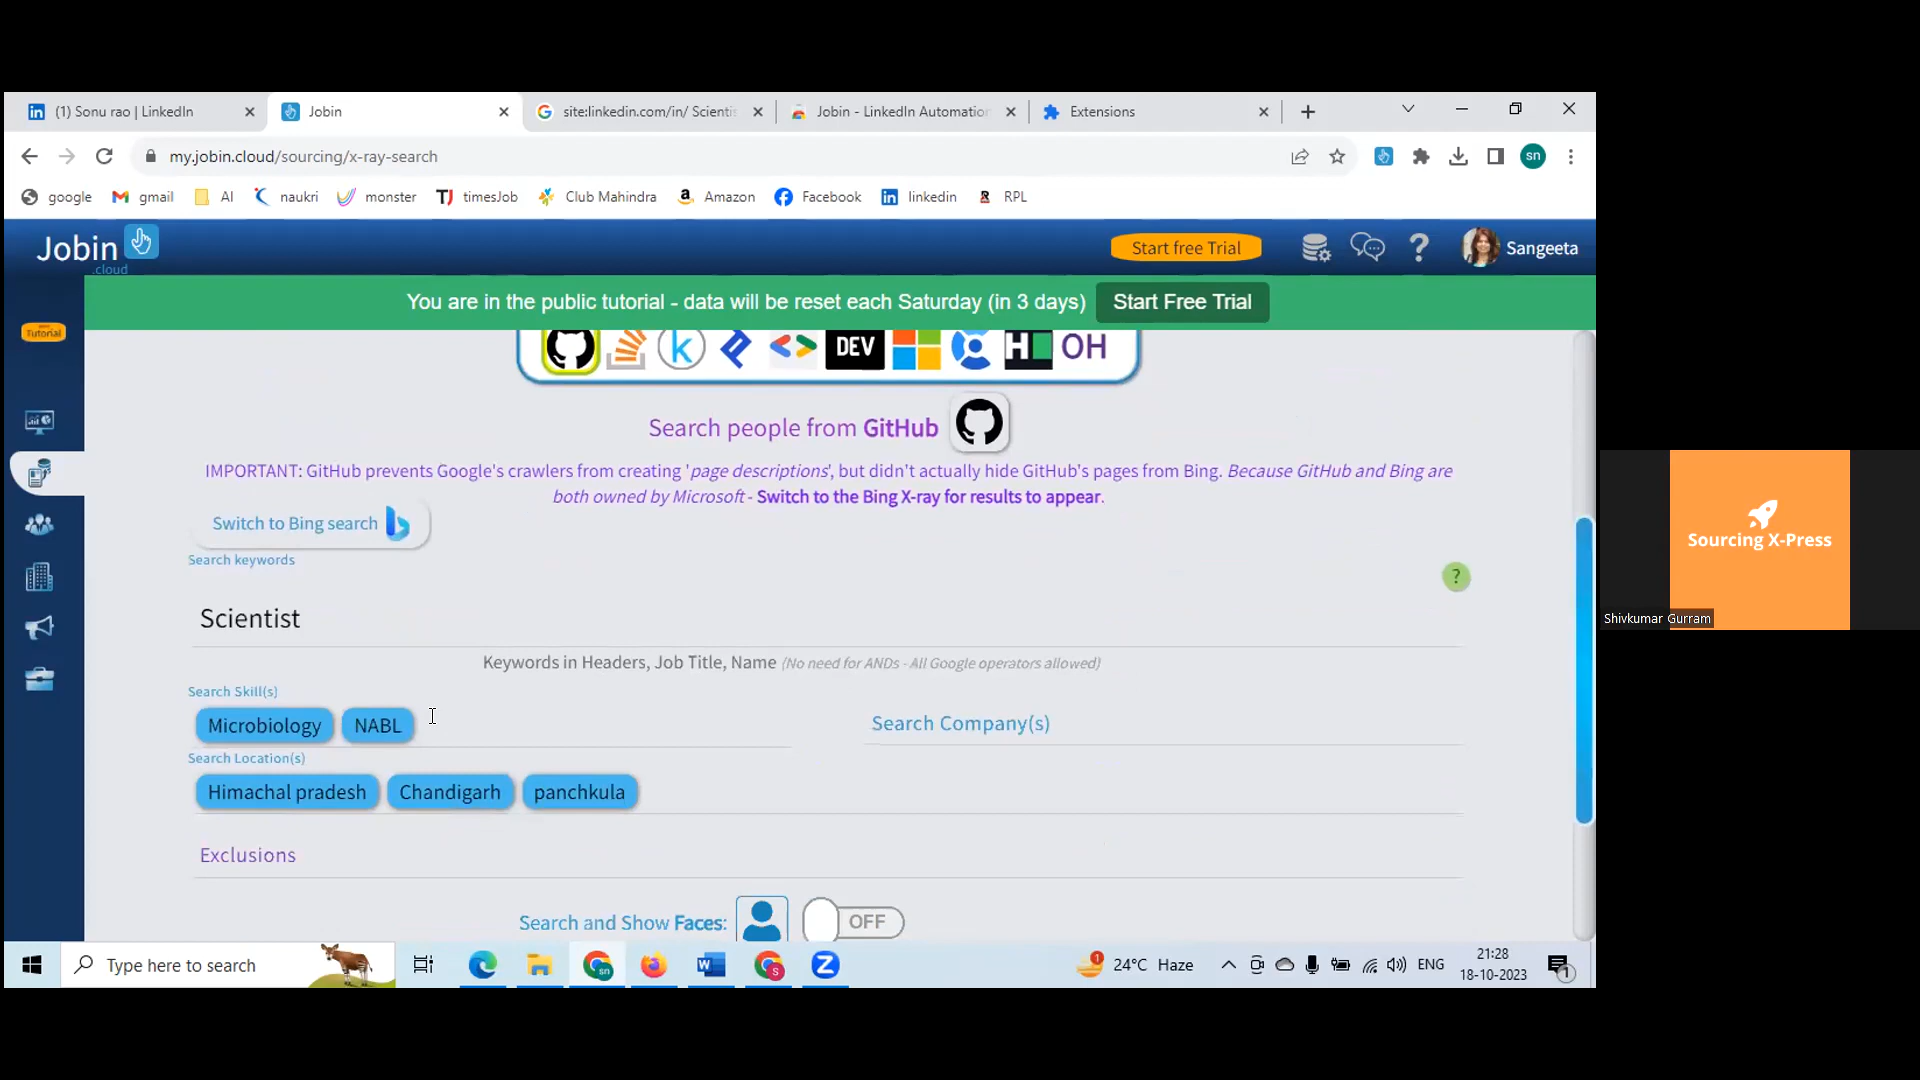 (1) Sonu rao | LinkedIn
Jobin
site:linkedin.com/in/ Scientis
Jobin - LinkedIn Automation
Extensions
my.jobin.cloud/sourcing/x-ray-search
sn
google
gmail
AI
naukri
monster
TJ timesJob
Club Mahindra
Amazon
Facebook
linkedin
RPL
Jobin
.cloud
Start free Trial
?
Sangeeta
You are in the public tutorial - data will be reset each Saturday (in 3 days)
Start Free Trial
Tutorial
k
DEV
H
OH
Search people from GitHub
IMPORTANT: GitHub prevents Google's crawlers from creating 'page descriptions', but didn't actually hide GitHub's pages from Bing. Because GitHub and Bing are
both owned by Microsoft - Switch to the Bing X-ray for results to appear.
Switch to Bing search
Search keywords
?
Scientist
Keywords in Headers, Job Title, Name (No need for ANDs - All Google operators allowed)
Search Skill(s)
Microbiology
NABL
Search Company(s)
Search Location(s)
Himachal pradesh
Chandigarh
panchkula
Exclusions
Search and Show Faces:
OFF
Sourcing X-Press
Shivkumar Gurram
Type here to search
24°C Haze
ENG
21:28
18-10-2023